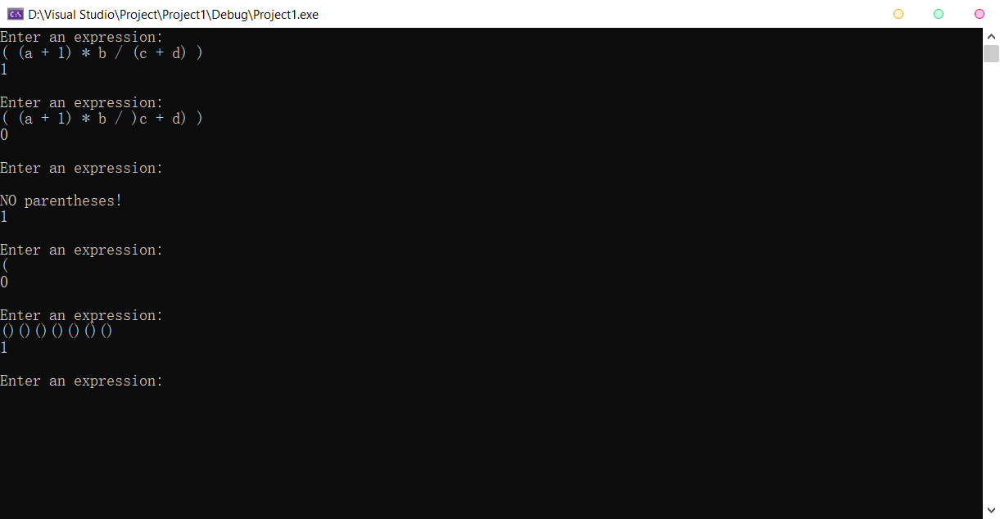 D:\Visual Studio\Project\Project1\Debug\Project1.exe
Enter an expression:
( (a + 1) * b / (c + d) )
1
Enter an expression:
( (a + 1) * b / )c + d) )
0
Enter an expression:
NO parentheses!
1
Enter an expression:
(
0
Enter an expression:
()()()()()()()
1
Enter an expression: